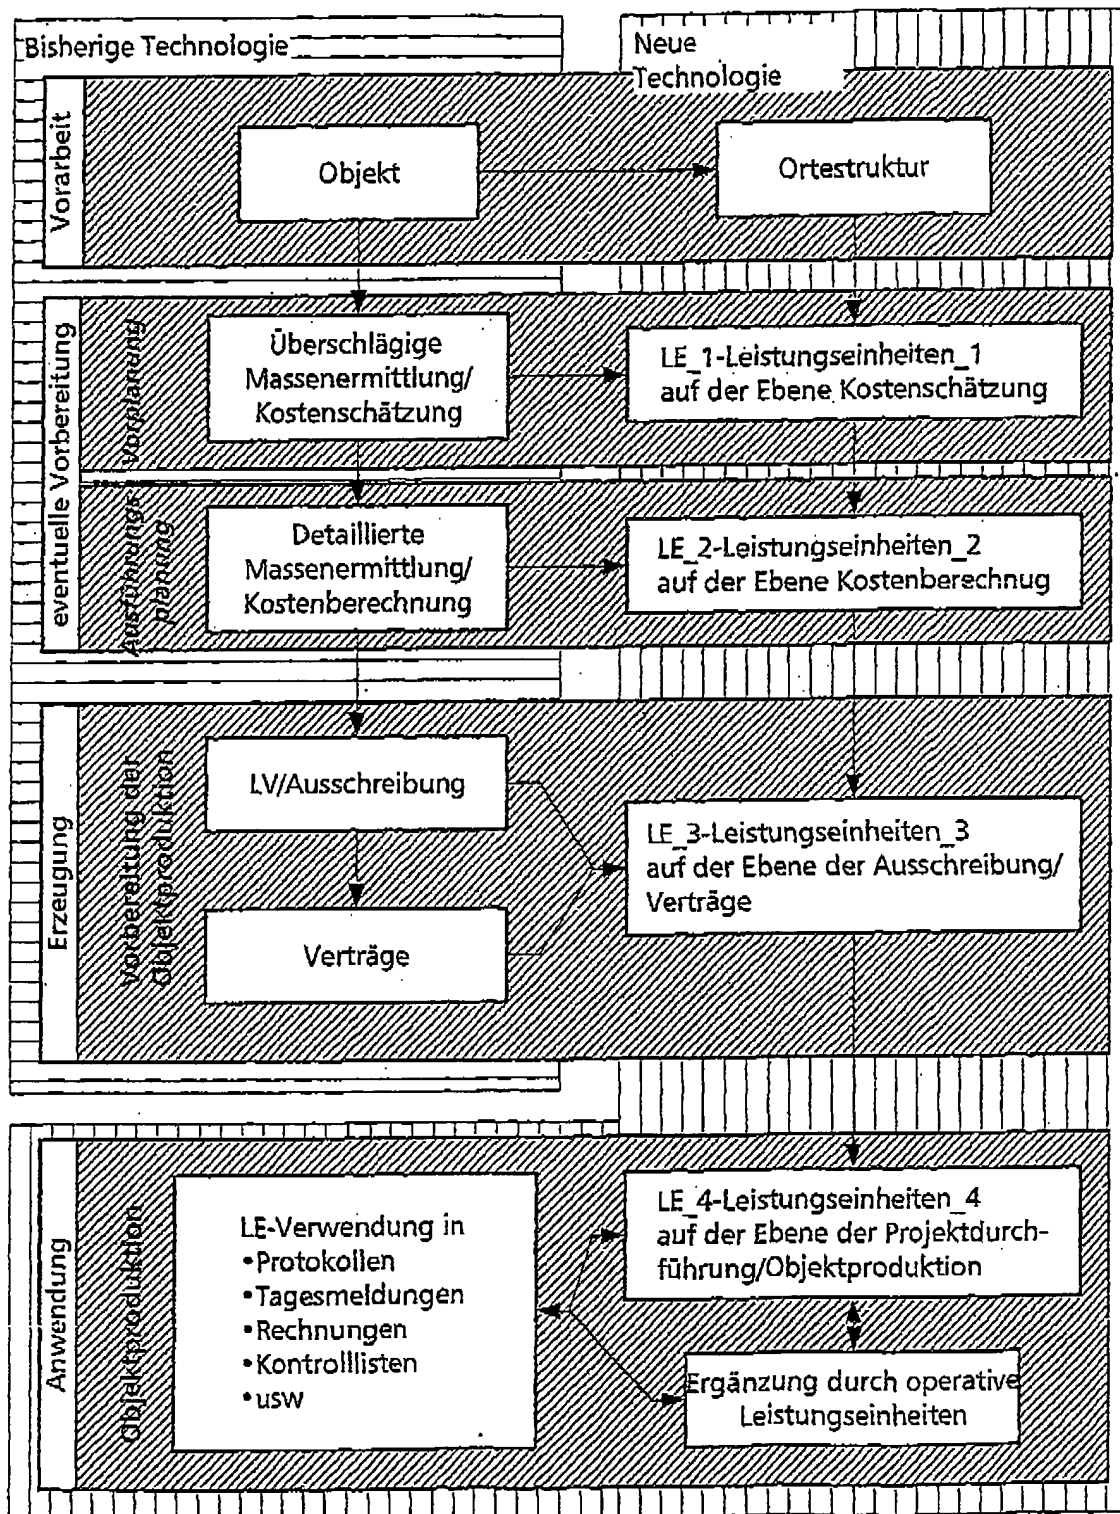 Bisherige Technologie
Neue
Technologie
Vorarbeit
Objekt
Ortestruktur
eventuelle Vorbereitung
Vorplanung
Überschlägige
Massenermittlung/
Kostenschätzung
LE_1-Leistungseinheiten_1
auf der Ebene Kostenschätzung
Ausführungs
planung
Detaillierte
Massenermittlung/
Kostenberechnung
LE_2-Leistungseinheiten_2
auf der Ebene Kostenberechnug
Erzeugung
Vorbereitung der
Objektproduktion
LV/Ausschreibung
Verträge
LE_3-Leistungseinheiten_3
auf der Ebene der Ausschreibung/
Verträge
Anwendung
Objektproduktion
LE-Verwendung in
•Protokollen
•Tagesmeldungen
•Rechnungen
•Kontrolllisten
•usw
LE_4-Leistungseinheiten_4
auf der Ebene der Projektdurch-
führung/Objektproduktion
Ergänzung durch operative
Leistungseinheiten